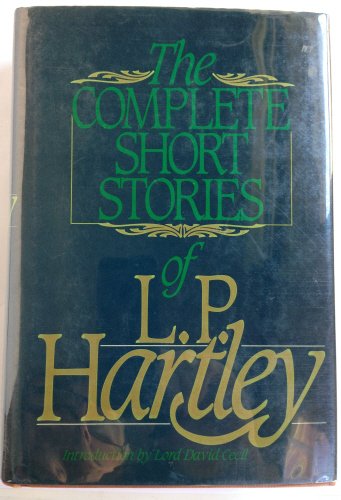 The
COMPLETE
SHORT
STORIES
of
L.P.
Hartley
Introduction by Lord David Cecil